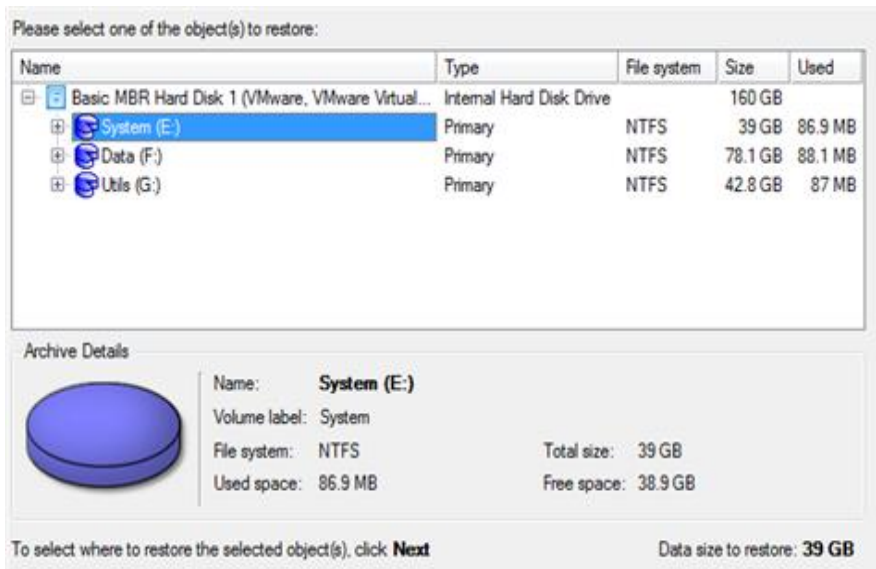 Please select one of the object(s) to restore:
Name Type File system Size Used
Basic MBR Hard Disk 1 (VMware, VMware Virtual... Internal Hard Disk Drive 160 GB
System (E:) Primary NTFS 39 GB 86.9 MB
Data (F:) Primary NTFS 78.1 GB 88.1 MB
Utils (G:) Primary NTFS 42.8 GB 87 MB
Archive Details
Name: System (E:)
Volume label: System
File system: NTFS Total size: 39 GB
Used space: 86.9 MB Free space: 38.9 GB
To select where to restore the selected object(s), click Next Data size to restore: 39 GB